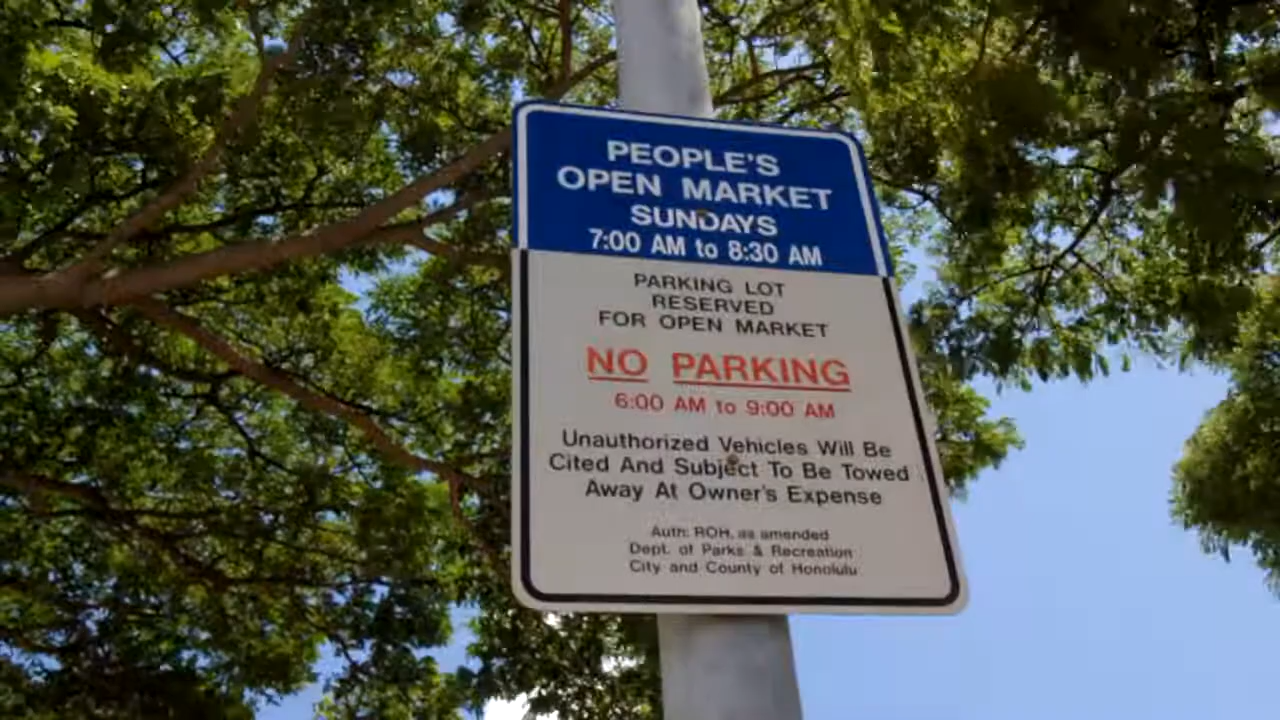 PEOPLE'S
OPEN MARKET
SUNDAYS
7:00 AM to 8:30 AM
PARKING LOT
RESERVED
FOR OPEN MARKET
NO PARKING
6:00 AM to 9:00 AM
Unauthorized Vehicles Will Be
Cited And Subject To Be Towed
Away At Owner's Expense
Auth: ROH, as amended
Dept. of Parks & Recreation
City and County of Honolulu